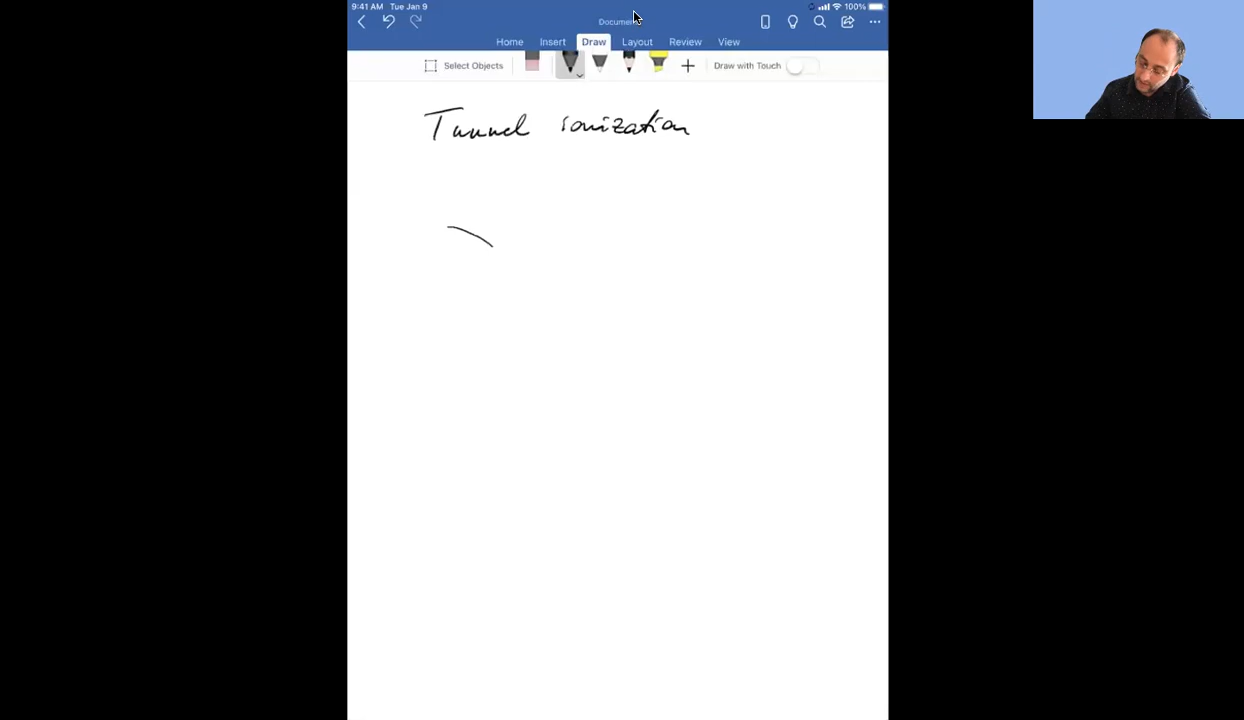 9:41 AM Tue Jan 9 100%
Home Insert Draw Layout Review View
Select Objects Draw with Touch
Tunnel ionization